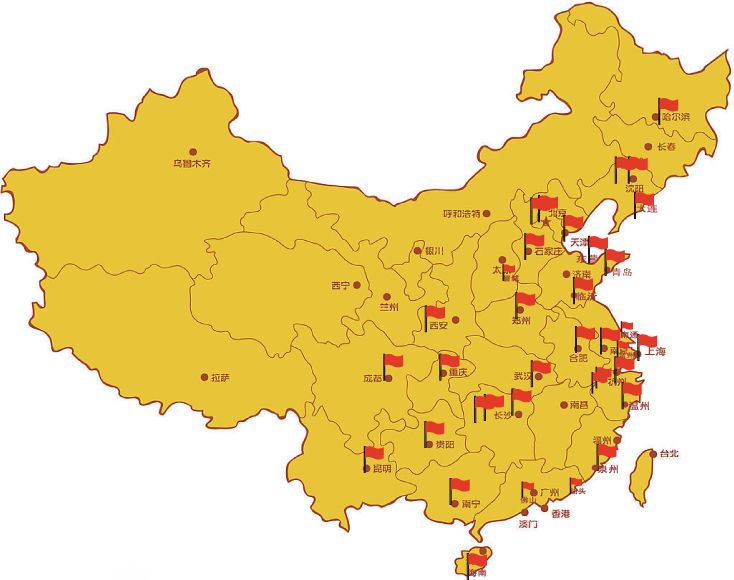 哈尔滨
长春
乌鲁木齐
沈阳
大连
呼和浩特
北京
天津
银川
石家庄
东营
太原
青岛
济南
西宁
临沂
兰州
郑州
西安
南通
上海
合肥
重庆
成都
武汉
拉萨
杭州
长沙
南昌
温州
贵阳
福州
台北
昆明
泉州
南宁
广州
汕头
佛山
香港
澳门
海南